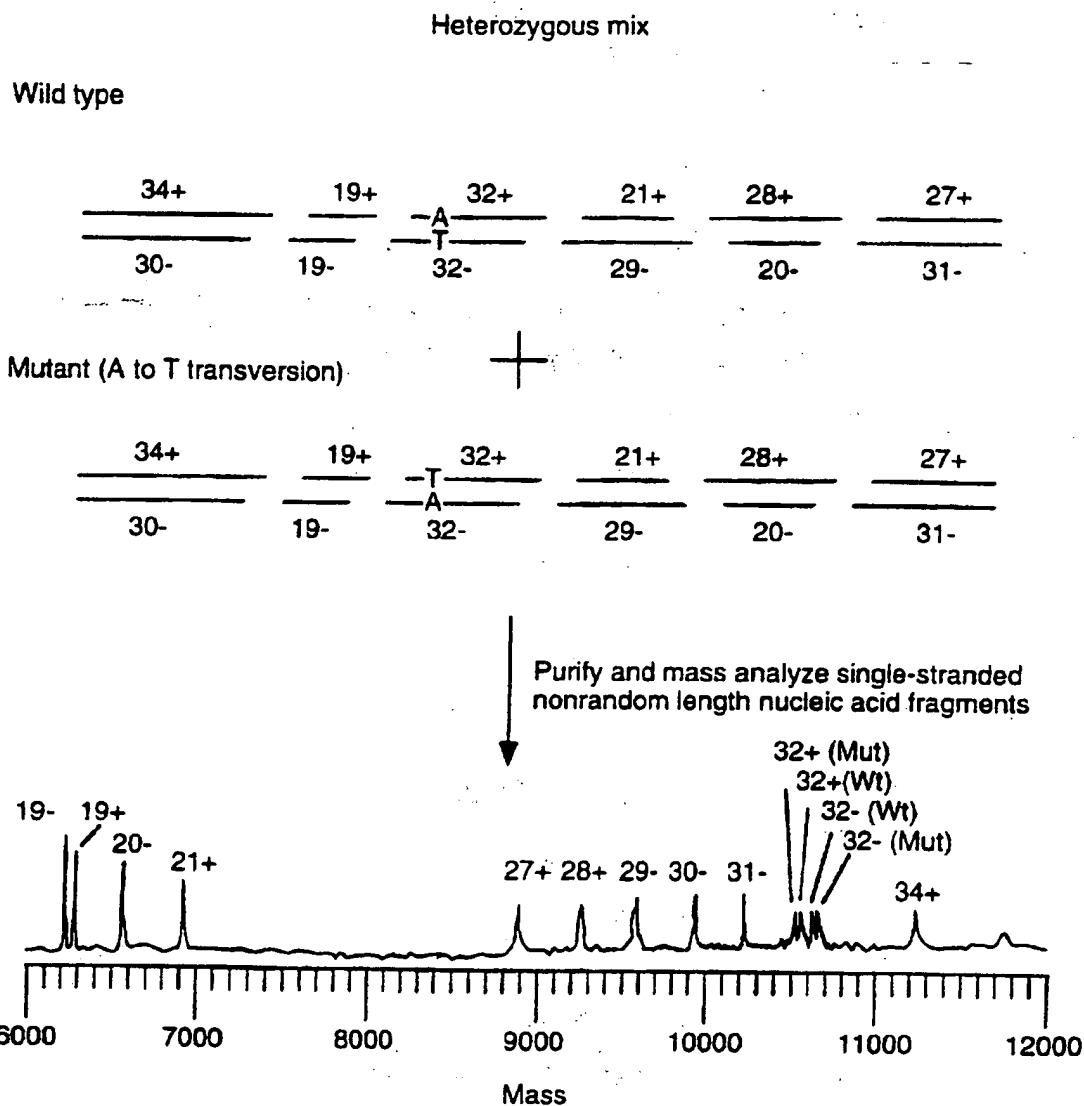 Heterozygous mix
Wild type
34+ 19+ 32+ 21+ 28+ 27+
A
T
30- 19- 32- 29- 20- 31-
+
Mutant (A to T transversion)
34+ 19+ 32+ 21+ 28+ 27+
T
A
30- 19- 32- 29- 20- 31-
Purify and mass analyze single-stranded
nonrandom length nucleic acid fragments
32+ (Mut)
32+(Wt)
32- (Wt)
32- (Mut)
19- 19+ 20- 21+ 27+ 28+ 29- 30- 31- 34+
6000 7000 8000 9000 10000 11000 12000
Mass